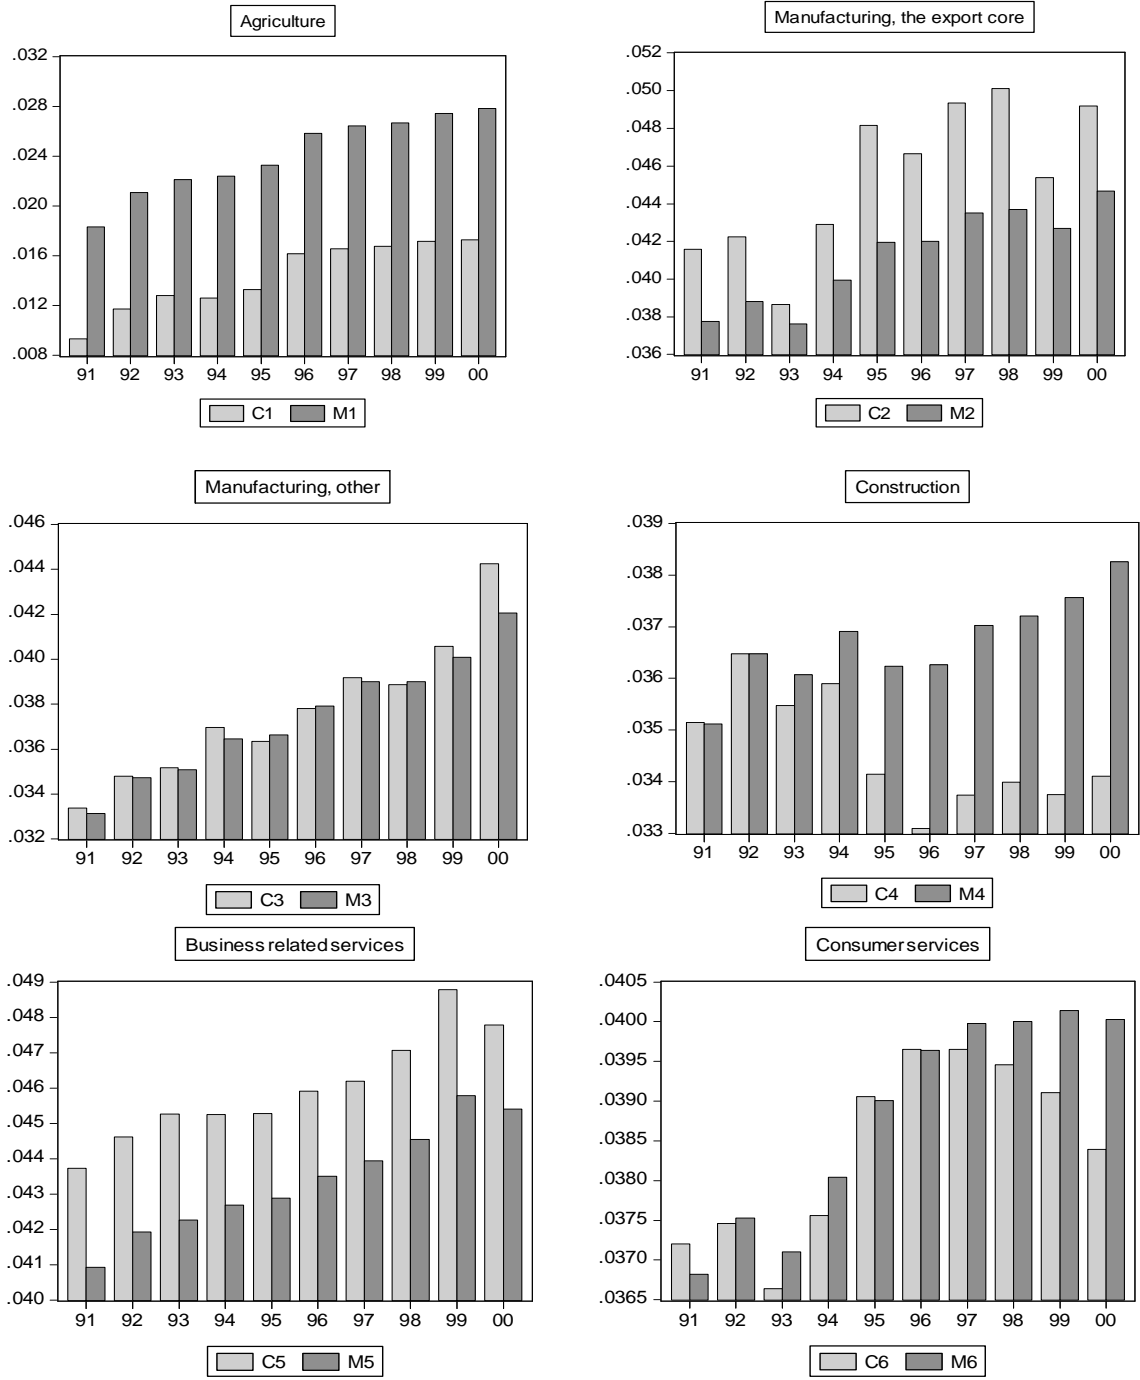 Agriculture
.032
.028
.024
.020
.016
.012
.008
91 92 93 94 95 96 97 98 99 00
C1 M1
Manufacturing, the export core
.052
.050
.048
.046
.044
.042
.040
.038
.036
91 92 93 94 95 96 97 98 99 00
C2 M2
Manufacturing, other
.046
.044
.042
.040
.038
.036
.034
.032
91 92 93 94 95 96 97 98 99 00
C3 M3
Construction
.039
.038
.037
.036
.035
.034
.033
91 92 93 94 95 96 97 98 99 00
C4 M4
Business related services
.049
.048
.047
.046
.045
.044
.043
.042
.041
.040
91 92 93 94 95 96 97 98 99 00
C5 M5
Consumer services
.0405
.0400
.0395
.0390
.0385
.0380
.0375
.0370
.0365
91 92 93 94 95 96 97 98 99 00
C6 M6